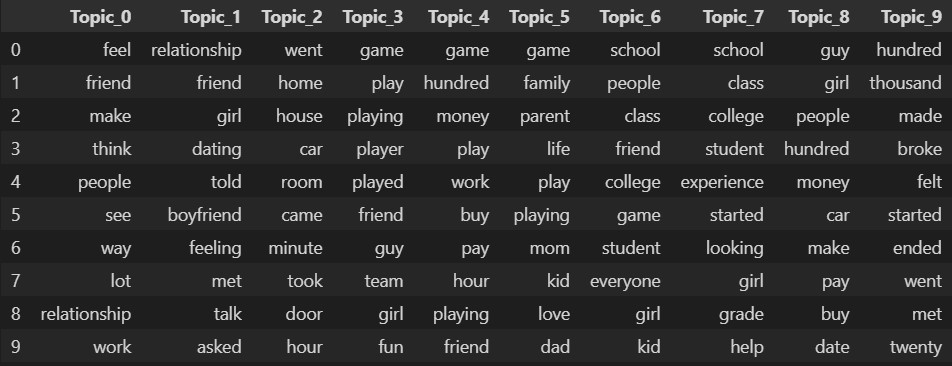 Topic_0 Topic_1 Topic_2 Topic_3 Topic_4 Topic_5 Topic_6 Topic_7 Topic_8 Topic_9
0 feel relationship went game game game school school guy hundred
1 friend friend home play hundred family people class girl thousand
2 make girl house playing money parent class college people made
3 think dating car player play life friend student hundred broke
4 people told room played work play college experience money felt
5 see boyfriend came friend buy playing game started car started
6 way feeling minute guy pay mom student looking make ended
7 lot met took team hour kid everyone girl pay went
8 relationship talk door girl playing love girl grade buy met
9 work asked hour fun friend dad kid help date twenty